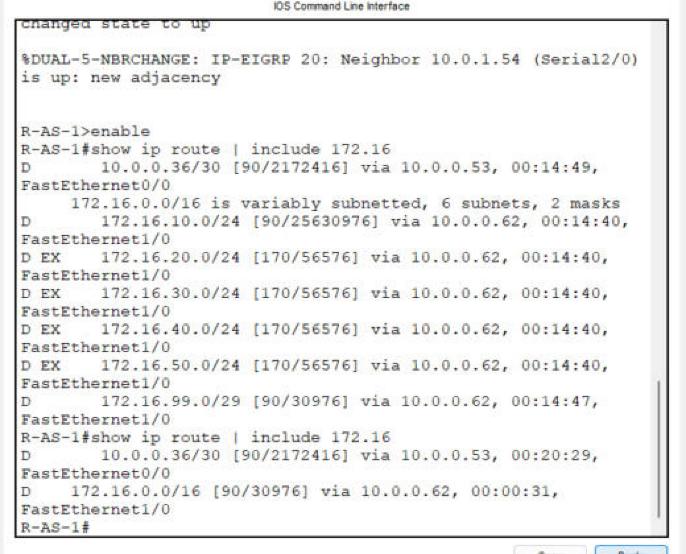 IOS Command Line Interface
changed state to up
%DUAL-5-NBRCHANGE: IP-EIGRP 20: Neighbor 10.0.1.54 (Serial2/0)
is up: new adjacency
R-AS-1>enable
R-AS-1#show ip route | include 172.16
D       10.0.0.36/30 [90/2172416] via 10.0.0.53, 00:14:49,
FastEthernet0/0
     172.16.0.0/16 is variably subnetted, 6 subnets, 2 masks
D       172.16.10.0/24 [90/25630976] via 10.0.0.62, 00:14:40,
FastEthernet1/0
D EX    172.16.20.0/24 [170/56576] via 10.0.0.62, 00:14:40,
FastEthernet1/0
D EX    172.16.30.0/24 [170/56576] via 10.0.0.62, 00:14:40,
FastEthernet1/0
D EX    172.16.40.0/24 [170/56576] via 10.0.0.62, 00:14:40,
FastEthernet1/0
D EX    172.16.50.0/24 [170/56576] via 10.0.0.62, 00:14:40,
FastEthernet1/0
D       172.16.99.0/29 [90/30976] via 10.0.0.62, 00:14:47,
FastEthernet1/0
R-AS-1#show ip route | include 172.16
D       10.0.0.36/30 [90/2172416] via 10.0.0.53, 00:20:29,
FastEthernet0/0
D    172.16.0.0/16 [90/30976] via 10.0.0.62, 00:00:31,
FastEthernet1/0
R-AS-1#